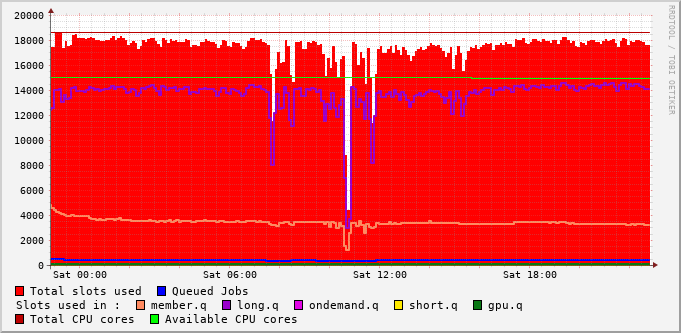 20000
18000
16000
14000
12000
10000
8000
6000
4000
2000
0
Sat 00:00 Sat 06:00 Sat 12:00 Sat 18:00
RRDTOOL / TOBI OETIKER
Total slots used Queued Jobs
Slots used in : member.q long.q ondemand.q short.q gpu.q
Total CPU cores Available CPU cores